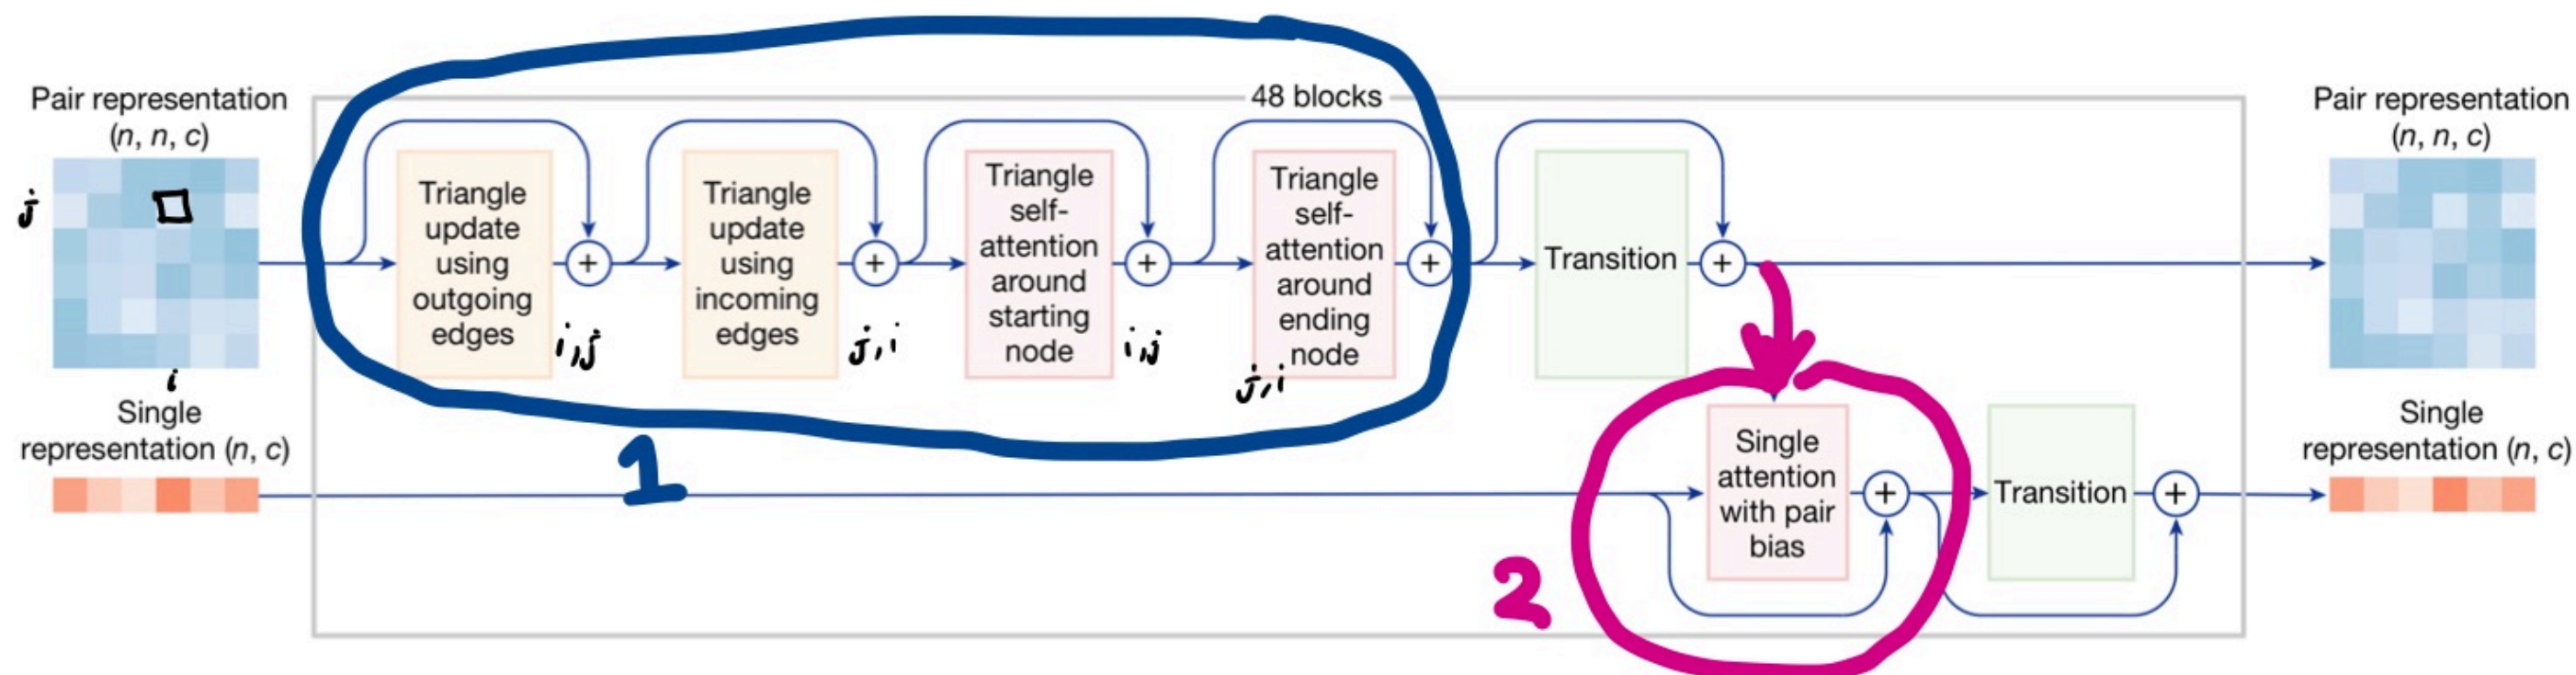 48 blocks
Pair representation
(n, n, c)
j
i
Triangle
update
using
outgoing
edges
i,j
Triangle
update
using
incoming
edges
j,i
Triangle
self-
attention
around
starting
node
i,j
Triangle
self-
attention
around
ending
node
j,i
Transition
+
+
+
+
+
Pair representation
(n, n, c)
Single
representation (n, c)
1
2
Single
attention
with pair
bias
+
Transition
+
Single
representation (n, c)